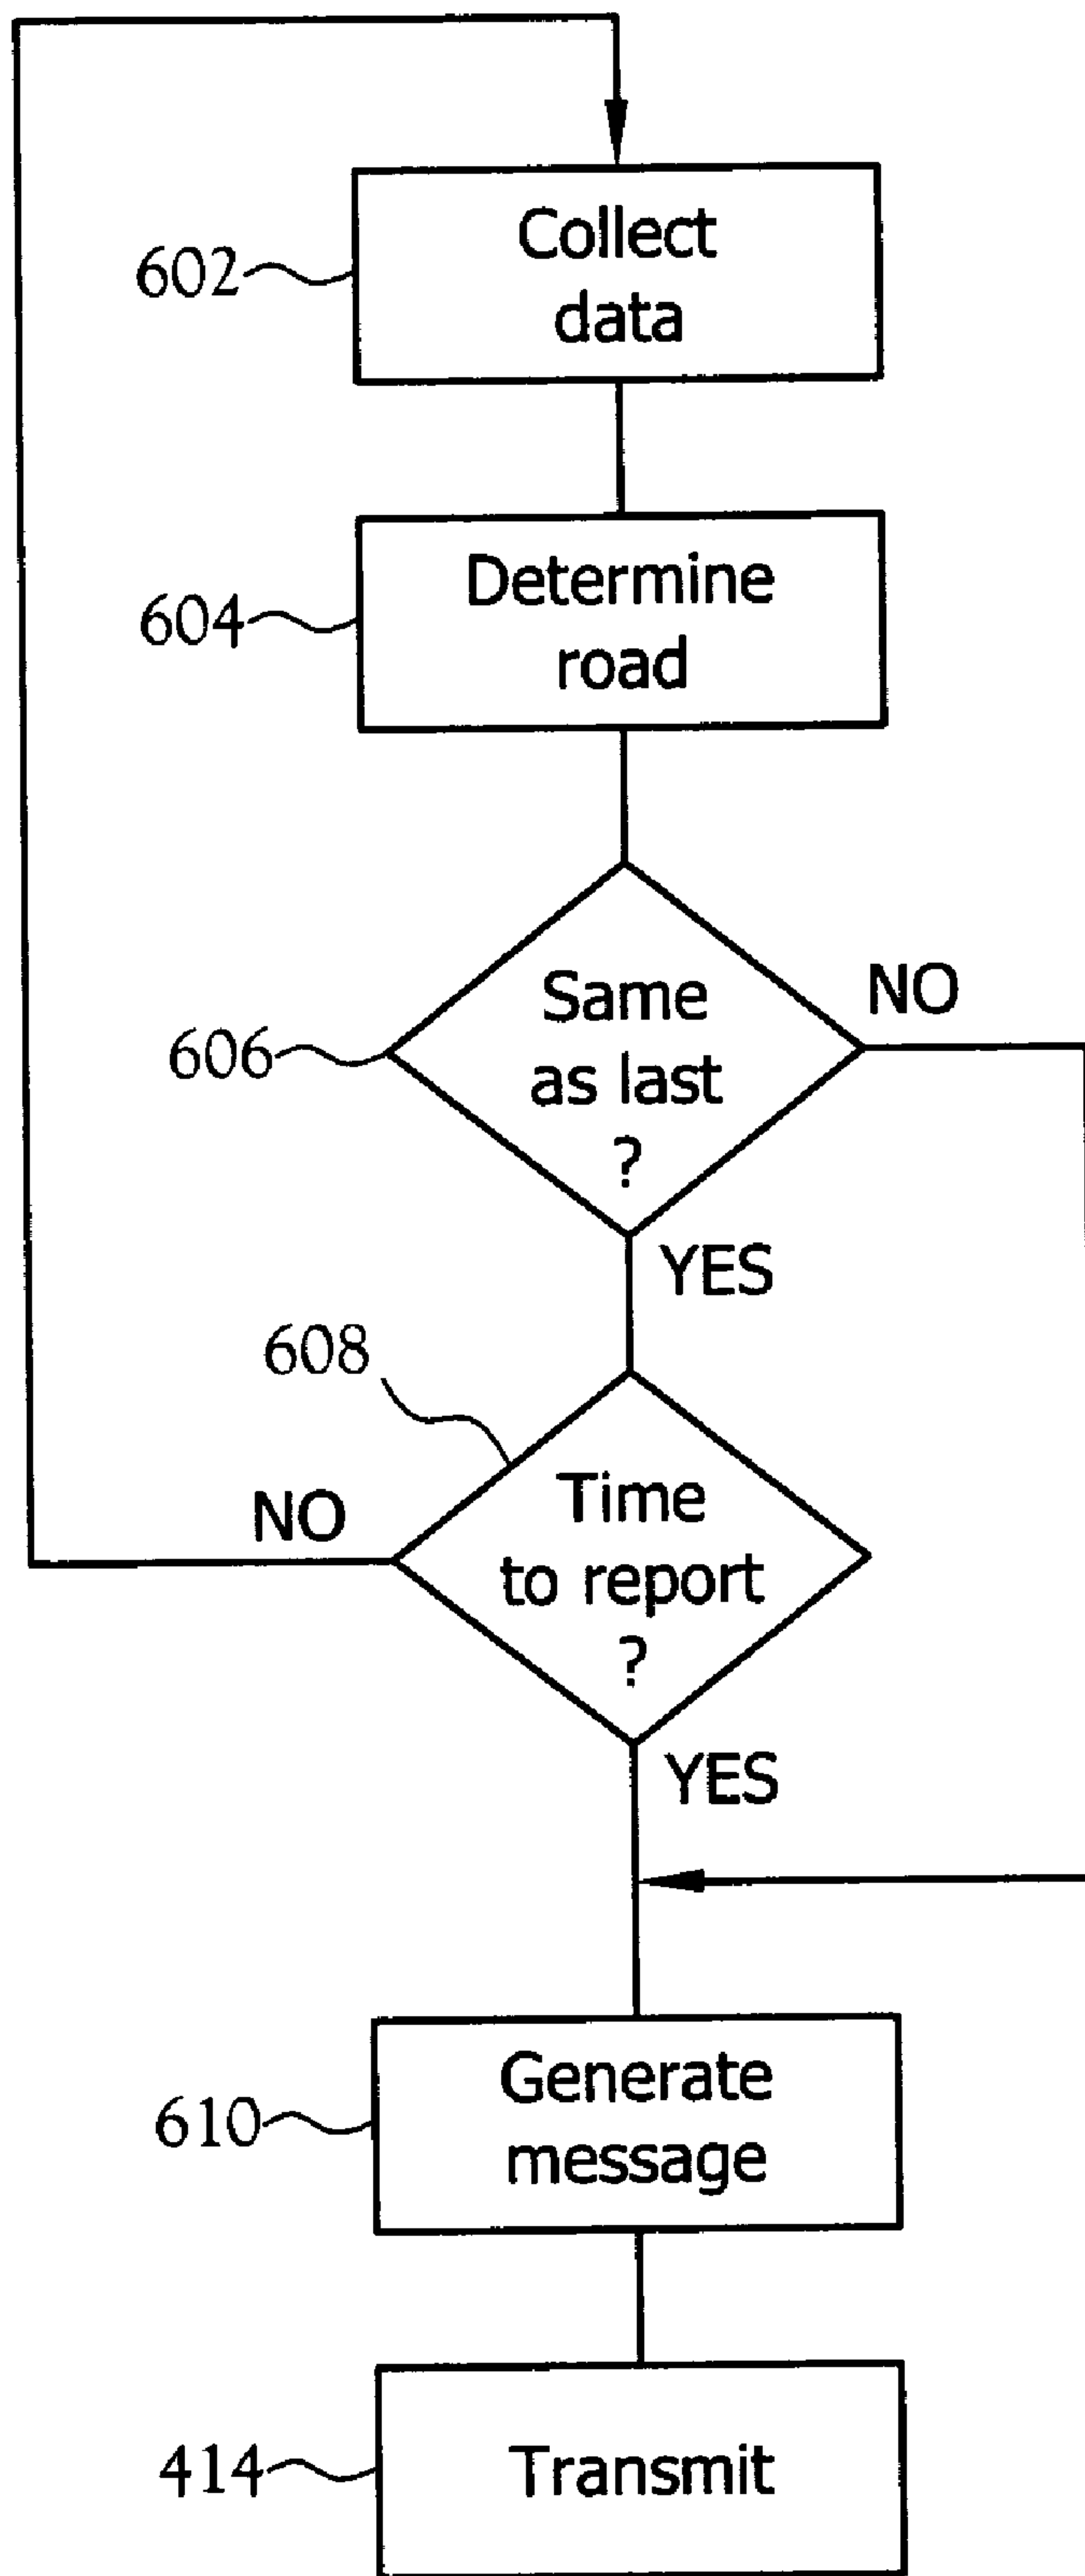 Collect
data
602
Determine
road
604
Same
as last
?
NO
606
YES
608
Time
to report
?
NO
YES
Generate
message
610
Transmit
414